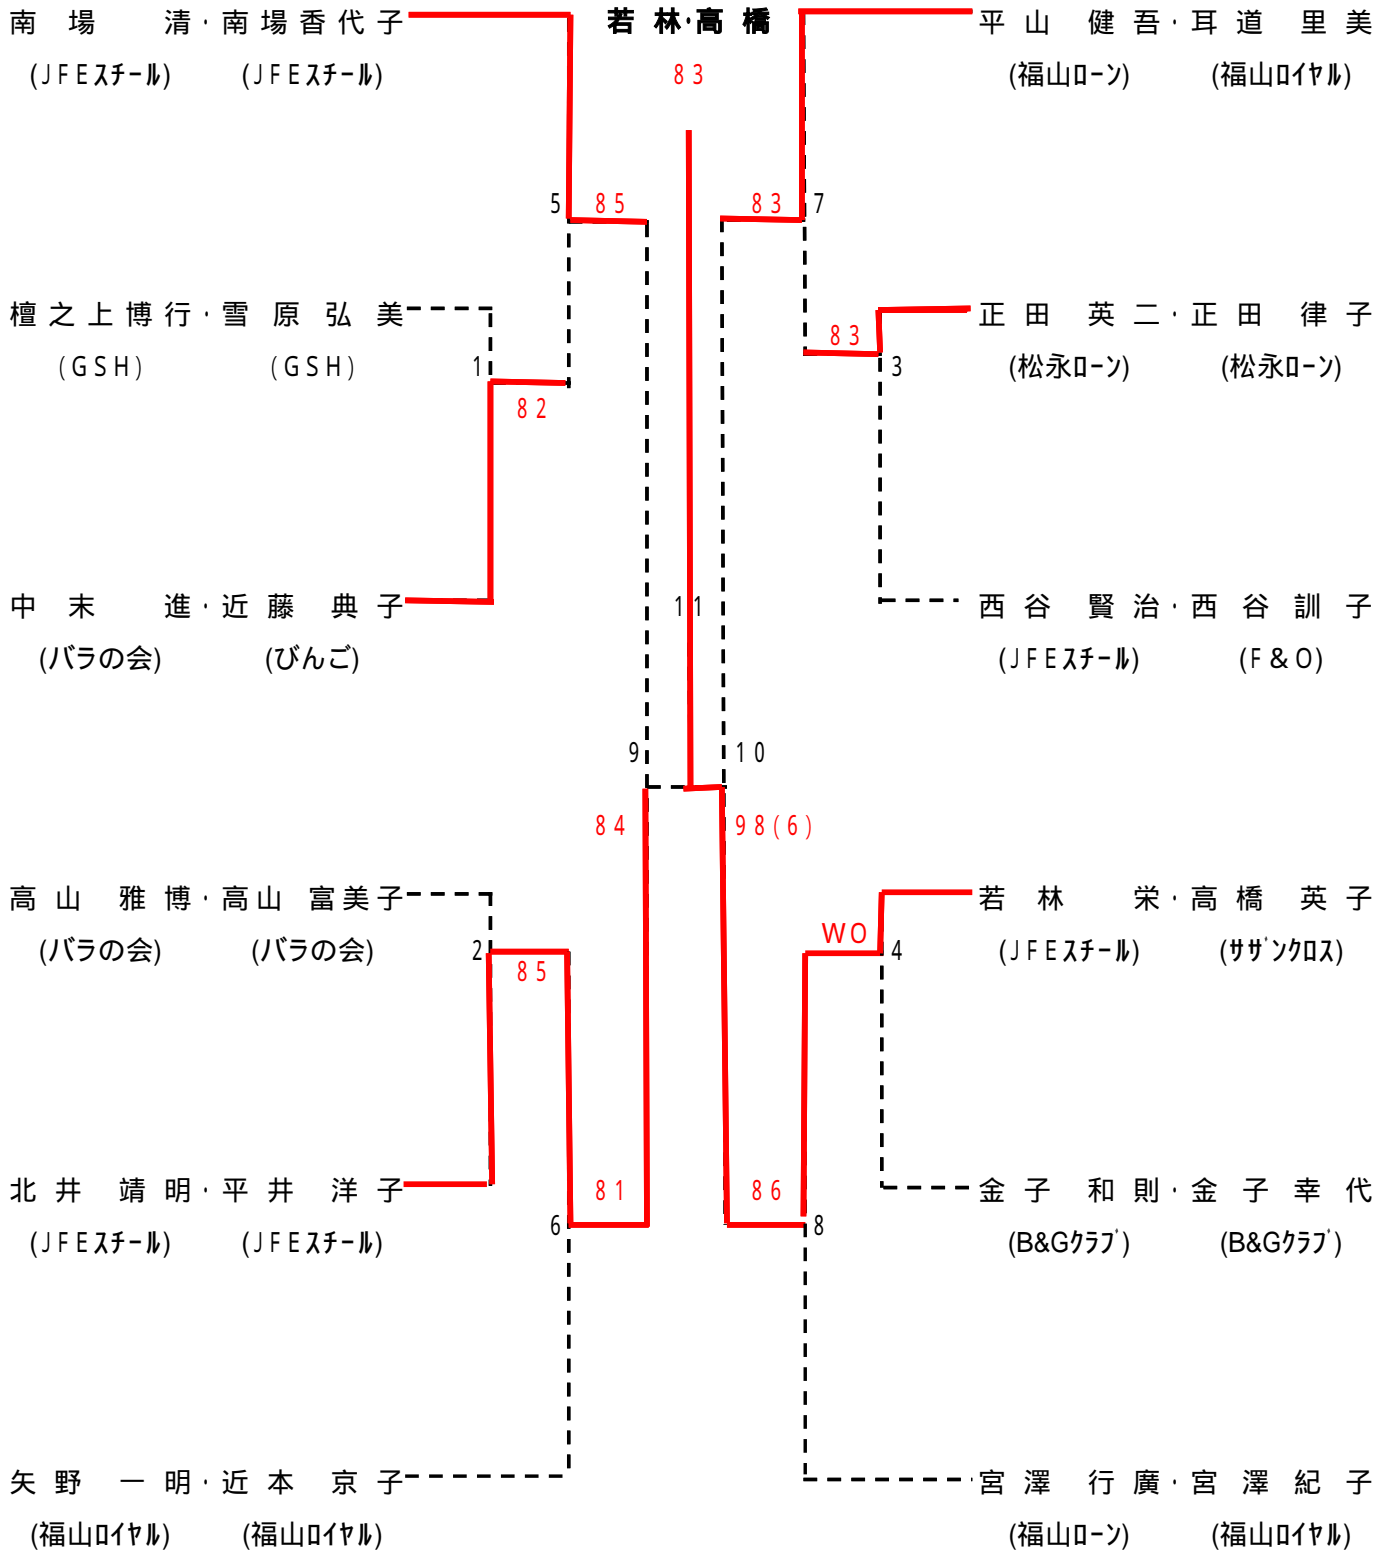 南場 清・南場香代子 若林・高橋 平山 健吾・耳道 里美
(JFEスチール) (JFEスチール) 83 (福山ローン) (福山ロイヤル)
5 85 83 7
檀之上博行・雪原弘美 正田 英二・正田 律子
83
(GSH) (GSH) 1 3 (松永ローン) (松永ローン)
82
中末 進・近藤 典子 11 西谷 賢治・西谷訓子
(バラの会) (びんご) (JFEスチール) (F&O)
9 10
84 98(6)
高山 雅博・高山 富美子 若林 栄・高橋 英子
WO
(バラの会) (バラの会) 2 4 (JFEスチール) (サザンクロス)
85
北井 靖明・平井 洋子 81 86 金子 和則・金子幸代
6 8
(JFEスチール) (JFEスチール) (B&Gクラブ) (B&Gクラブ)
矢野 一明・近本 京子 宮澤 行廣・宮澤紀子
(福山ロイヤル) (福山ロイヤル) (福山ローン) (福山ロイヤル)